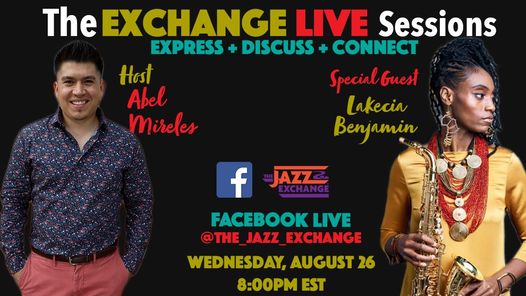 The EXCHANGE LIVE Sessions
EXPRESS + DISCUSS + CONNECT
Host
Abel
Mireles
Special Guest
Lakecia
Benjamin
f
THE JAZZ EXCHANGE
FACEBOOK LIVE
@THE_JAZZ_EXCHANGE
WEDNESDAY, AUGUST 26
8:00PM EST